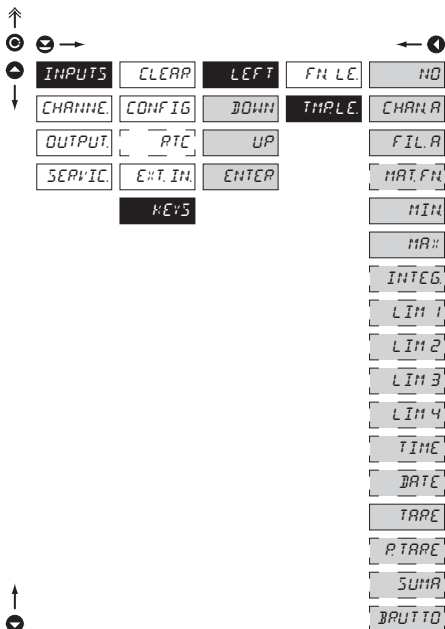 INPUTS CLEAR LEFT FN. LE. NO
CHANNE. CONFIG DOWN TMP.LE. CHAN. A
OUTPUT. RTC UP FIL. A
SERVIC. EXT. IN. ENTER MAT. FN.
KEYS MIN.
MAX
INTEG.
LIM 1
LIM 2
LIM 3
LIM 4
TIME
DATE
TARE
P. TARE
SUMA
BRUTTO